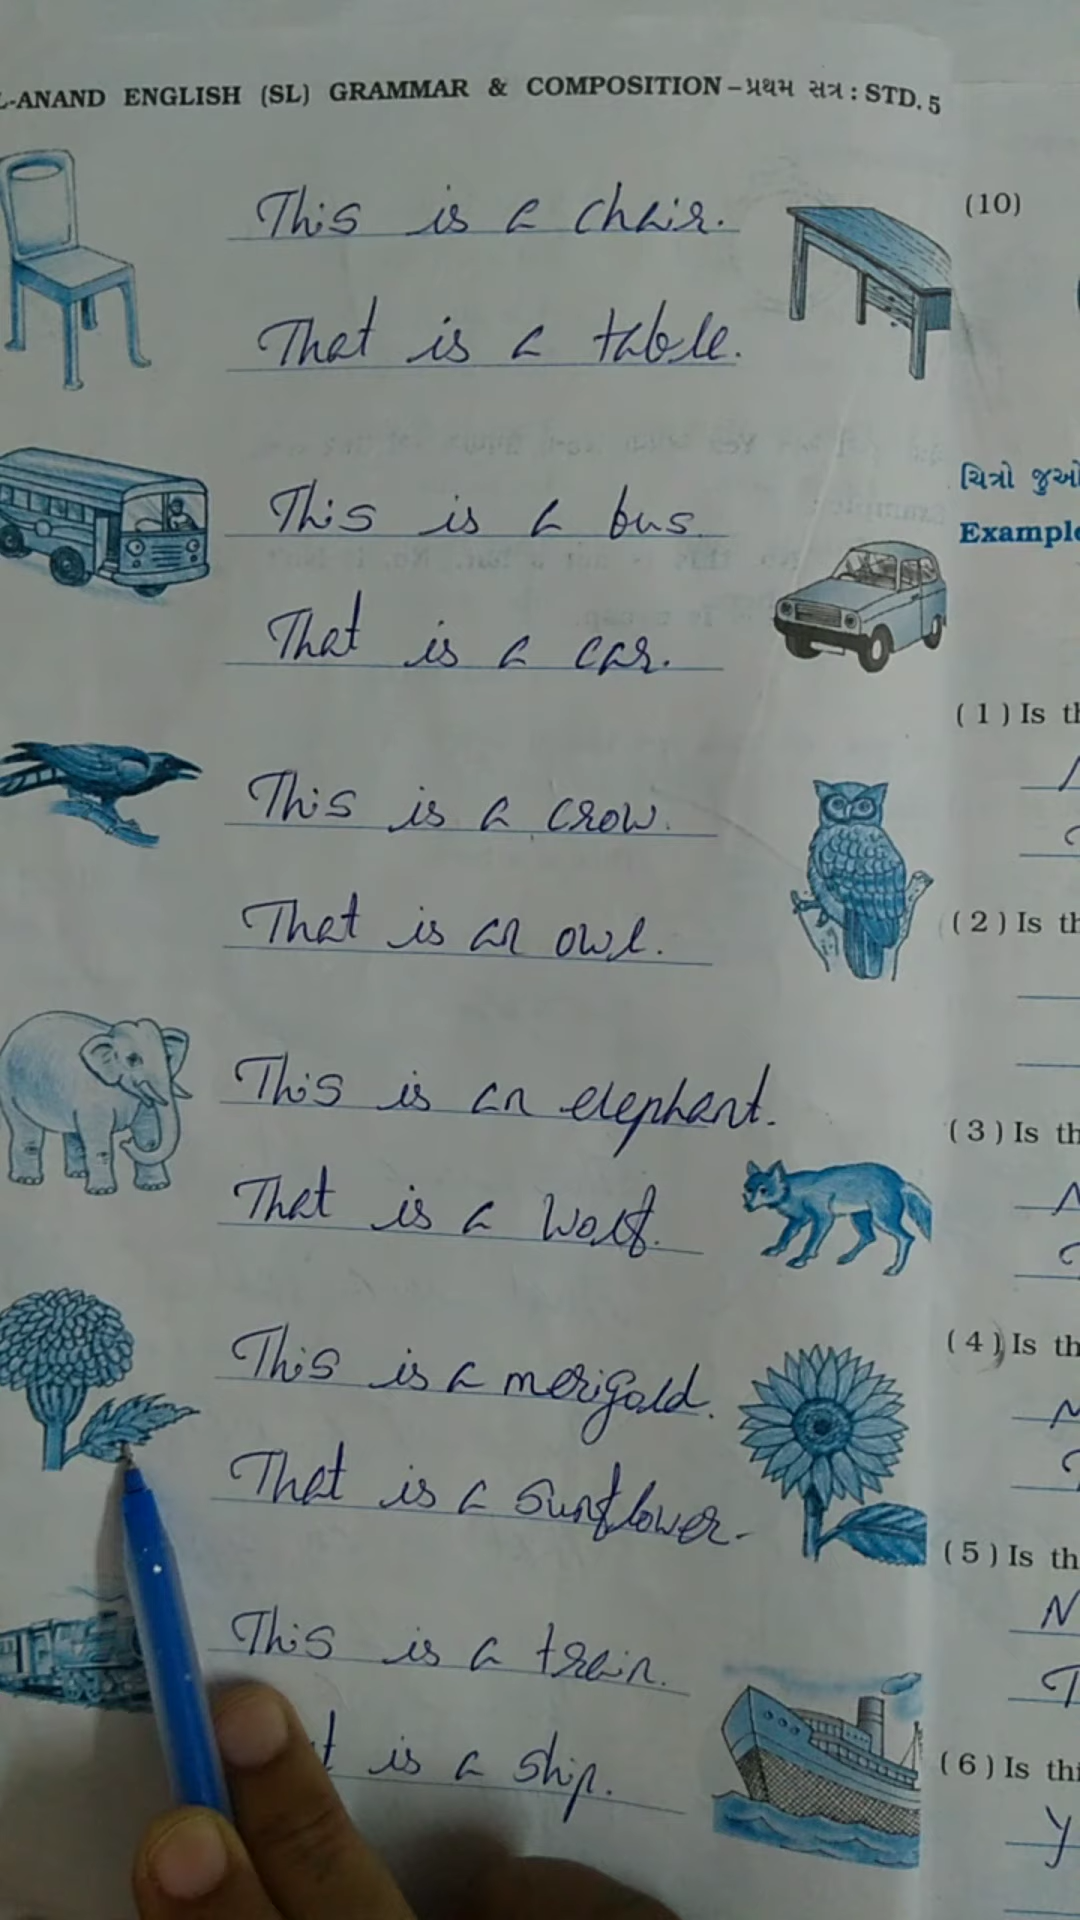 -ANAND ENGLISH (SL) GRAMMAR & COMPOSITION – પ્રથમ સત્ર : STD. 5
This is a chair.
(10)
That is a table.
This is a bus.
ચિત્રો જુઓ
Example
That is a car.
(1) Is th
This is a crow.
That is an owl.
(2) Is th
This is an elephant.
(3) Is th
That is a wolf.
This is a merigold.
(4) Is th
That is a sunflower.
(5) Is th
This is a train.
t is a ship.
(6) Is thi